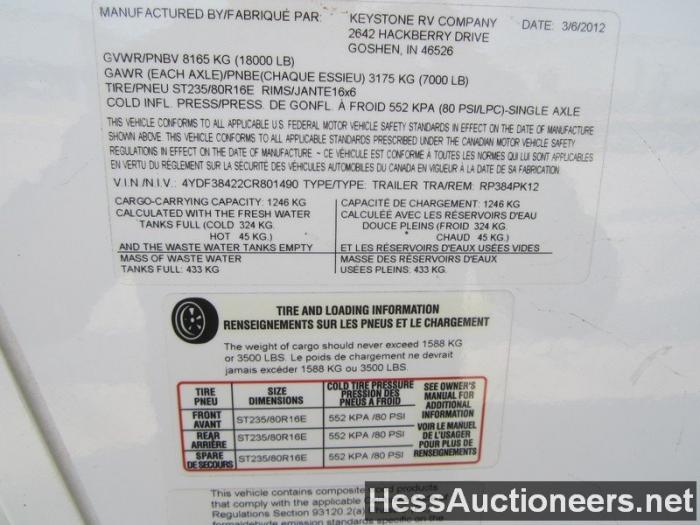 MANUFACTURED BY/FABRIQUÉ PAR: KEYSTONE RV COMPANY DATE: 3/6/2012
2642 HACKBERRY DRIVE
GOSHEN, IN 46526
GVWR/PNBV 8165 KG (18000 LB)
GAWR (EACH AXLE)/PNBE(CHAQUE ESSIEU) 3175 KG (7000 LB)
TIRE/PNEU ST235/80R16E RIMS/JANTE16x6
COLD INFL. PRESS/PRESS. DE GONFL. À FROID 552 KPA (80 PSI/LPC)-SINGLE AXLE
THIS VEHICLE CONFORMS TO ALL APPLICABLE U.S. FEDERAL MOTOR VEHICLE SAFETY STANDARDS IN EFFECT ON THE DATE OF MANUFACTURE
SHOWN ABOVE. THIS VEHICLE CONFORMS TO ALL APPLICABLE STANDARDS PRESCRIBED UNDER THE CANADIAN MOTOR VEHICLE SAFETY
REGULATIONS IN EFFECT ON THE DATE OF MANUFACTURE - CE VÉHICULE EST CONFORME À TOUTES LES NORMES QUI LUI SONT APPLICABLES
EN VERTU DU RÈGLEMENT SUR LA SÉCURITÉ DES VÉHICULES AUTOMOBILES DU CANADA EN VIGUEUR À LA DATE DE SA FABRICATION
V.I.N./N.I.V.: 4YDF38422CR801490 TYPE/TYPE: TRAILER TRA/REM: RP384PK12
CARGO-CARRYING CAPACITY: 1246 KG
CALCULATED WITH THE FRESH WATER
TANKS FULL (COLD 324 KG.
HOT 45 KG.)
AND THE WASTE WATER TANKS EMPTY
MASS OF WASTE WATER
TANKS FULL: 433 KG
CAPACITÉ DE CHARGEMENT: 1246 KG
CALCULÉE AVEC LES RÉSERVOIRS D'EAU
DOUCE PLEINS (FROID 324 KG.
CHAUD 45 KG.)
ET LES RÉSERVOIRS D'EAUX USÉES VIDES
MASSE DES RÉSERVOIRS D'EAUX
USÉES PLEINS: 433 KG.
TIRE AND LOADING INFORMATION
RENSEIGNEMENTS SUR LES PNEUS ET LE CHARGEMENT
The weight of cargo should never exceed 1588 KG
or 3500 LBS. Le poids de chargement ne devrait
jamais excéder 1588 KG ou 3500 LBS.
TIRE
PNEU
SIZE
DIMENSIONS
COLD TIRE PRESSURE
PRESSION DES
PNEUS A FROID
FRONT
AVANT
ST235/80R16E
552 KPA /80 PSI
REAR
ARRIÈRE
ST235/80R16E
552 KPA /80 PSI
SPARE
DE SECOURS
ST235/80R16E
552 KPA /80 PSI
SEE OWNER'S
MANUAL FOR
ADDITIONAL
INFORMATION
VOIR LE MANUEL
DE L'USAGER
POUR PLUS DE
RENSEIGNEMENTS
This vehicle contains composite wood products
that comply with the applicable
Regulations Section 93120.2(a)
formaldehyde emission standards
HessAuctioneers.net